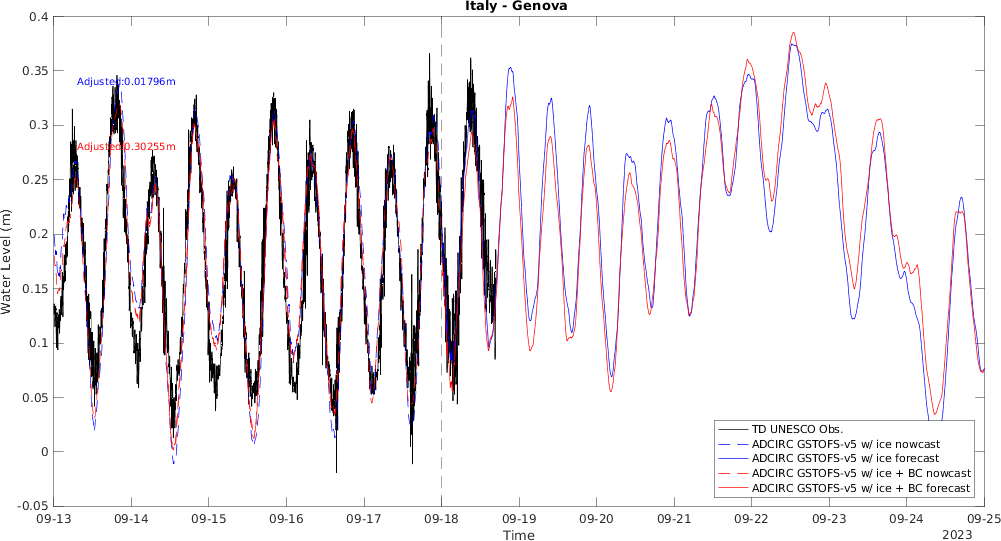 Italy - Genova
0.4
0.35
0.3
0.25
0.2
0.15
0.1
0.05
0
-0.05
Water Level (m)
Adjusted:0.01796m
Adjusted:0.30255m
TD UNESCO Obs.
ADCIRC GSTOFS-v5 w/ ice nowcast
ADCIRC GSTOFS-v5 w/ ice forecast
ADCIRC GSTOFS-v5 w/ ice + BC nowcast
ADCIRC GSTOFS-v5 w/ ice + BC forecast
09-13 09-14 09-15 09-16 09-17 09-18 09-19 09-20 09-21 09-22 09-23 09-24 09-25
Time
2023